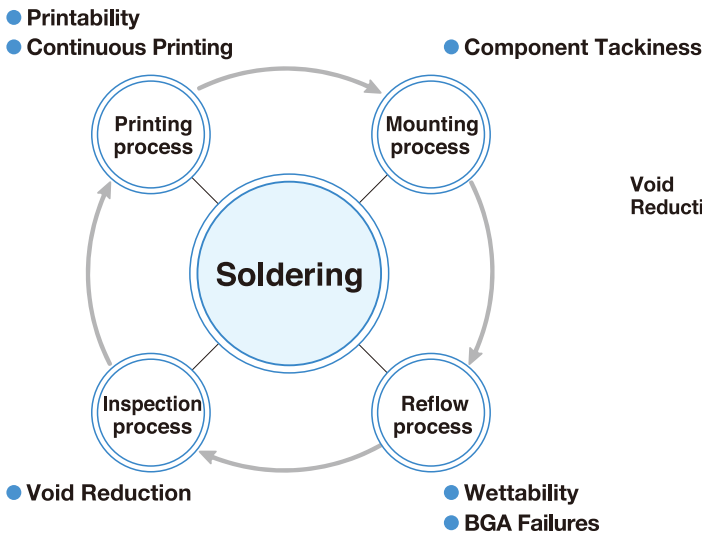 Printability
Continuous Printing
Component Tackiness
Printing
process
Mounting
process
Void
Soldering
Inspection
process
Reflow
process
Void Reduction
Wettability
BGA Failures